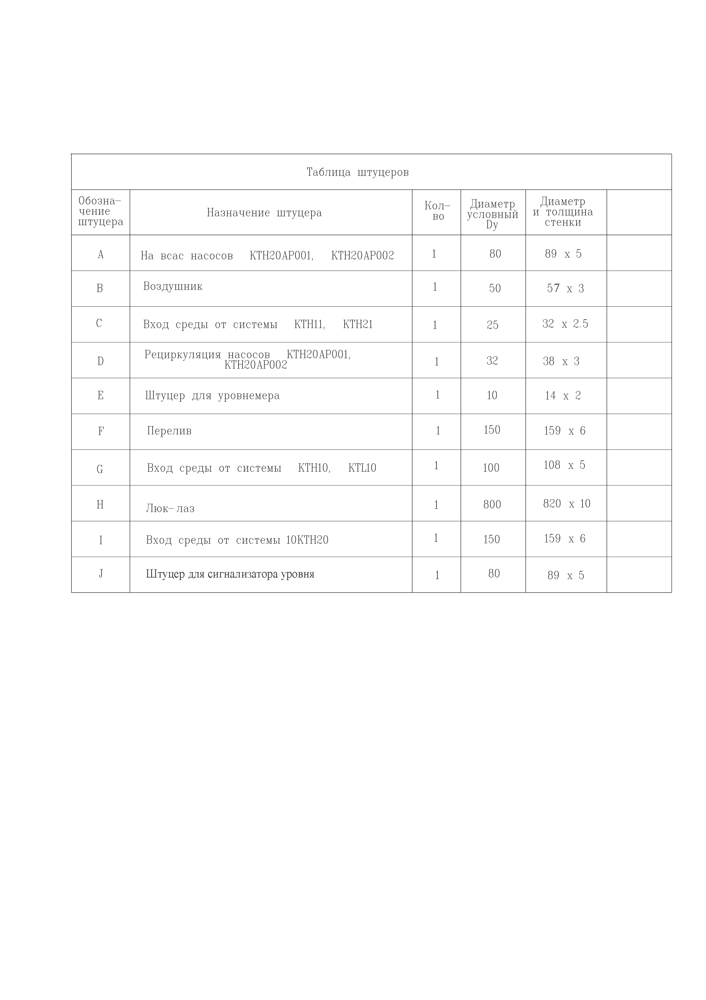 Таблица штуцеров
Обозна-
чение
штуцера
Назначение штуцера
Кол-
во
Диаметр
условный
Dy
Диаметр
и толщина
стенки
A
На всас насосов KTH20AP001, KTH20AP002
1
80
89 x 5
B
Воздушник
1
50
57 x 3
C
Вход среды от системы KTH11, KTH21
1
25
32 x 2.5
D
Рециркуляция насосов KTH20AP001,
KTH20AP002
1
32
38 x 3
E
Штуцер для уровнемера
1
10
14 x 2
F
Перелив
1
150
159 x 6
G
Вход среды от системы KTH10, KTL10
1
100
108 x 5
H
Люк-лаз
1
800
820 x 10
I
Вход среды от системы 10KTH20
1
150
159 x 6
J
Штуцер для сигнализатора уровня
1
80
89 x 5